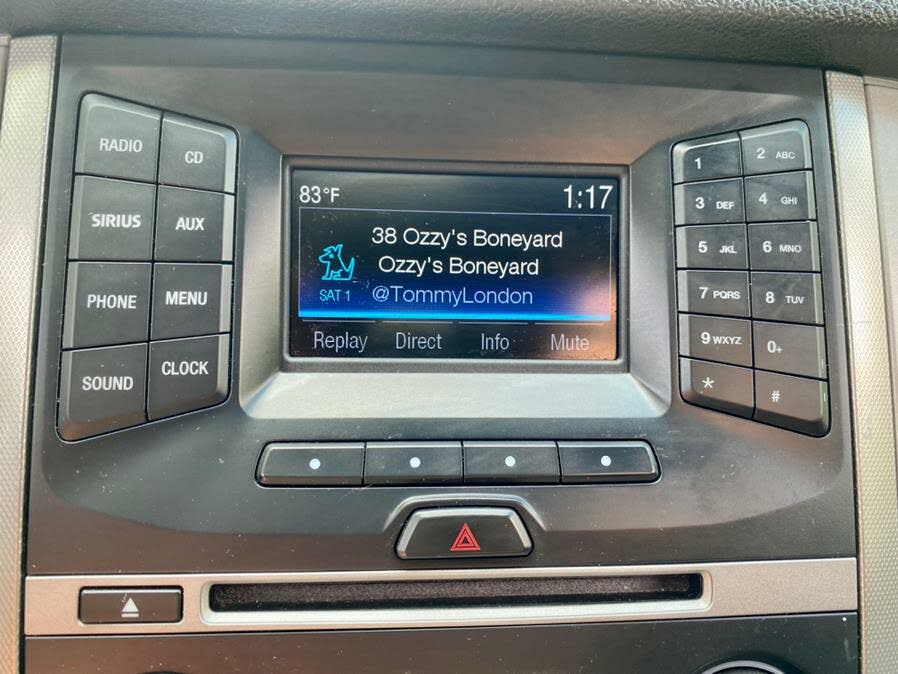 RADIO
CD
SIRIUS
AUX
PHONE
MENU
SOUND
CLOCK
83°F
1:17
38 Ozzy's Boneyard
Ozzy's Boneyard
SAT 1
@TommyLondon
Replay Direct Info Mute
1
2 ABC
3 DEF
4 GHI
5 JKL
6 MNO
7 PQRS
8 TUV
9 WXYZ
0+
*
#